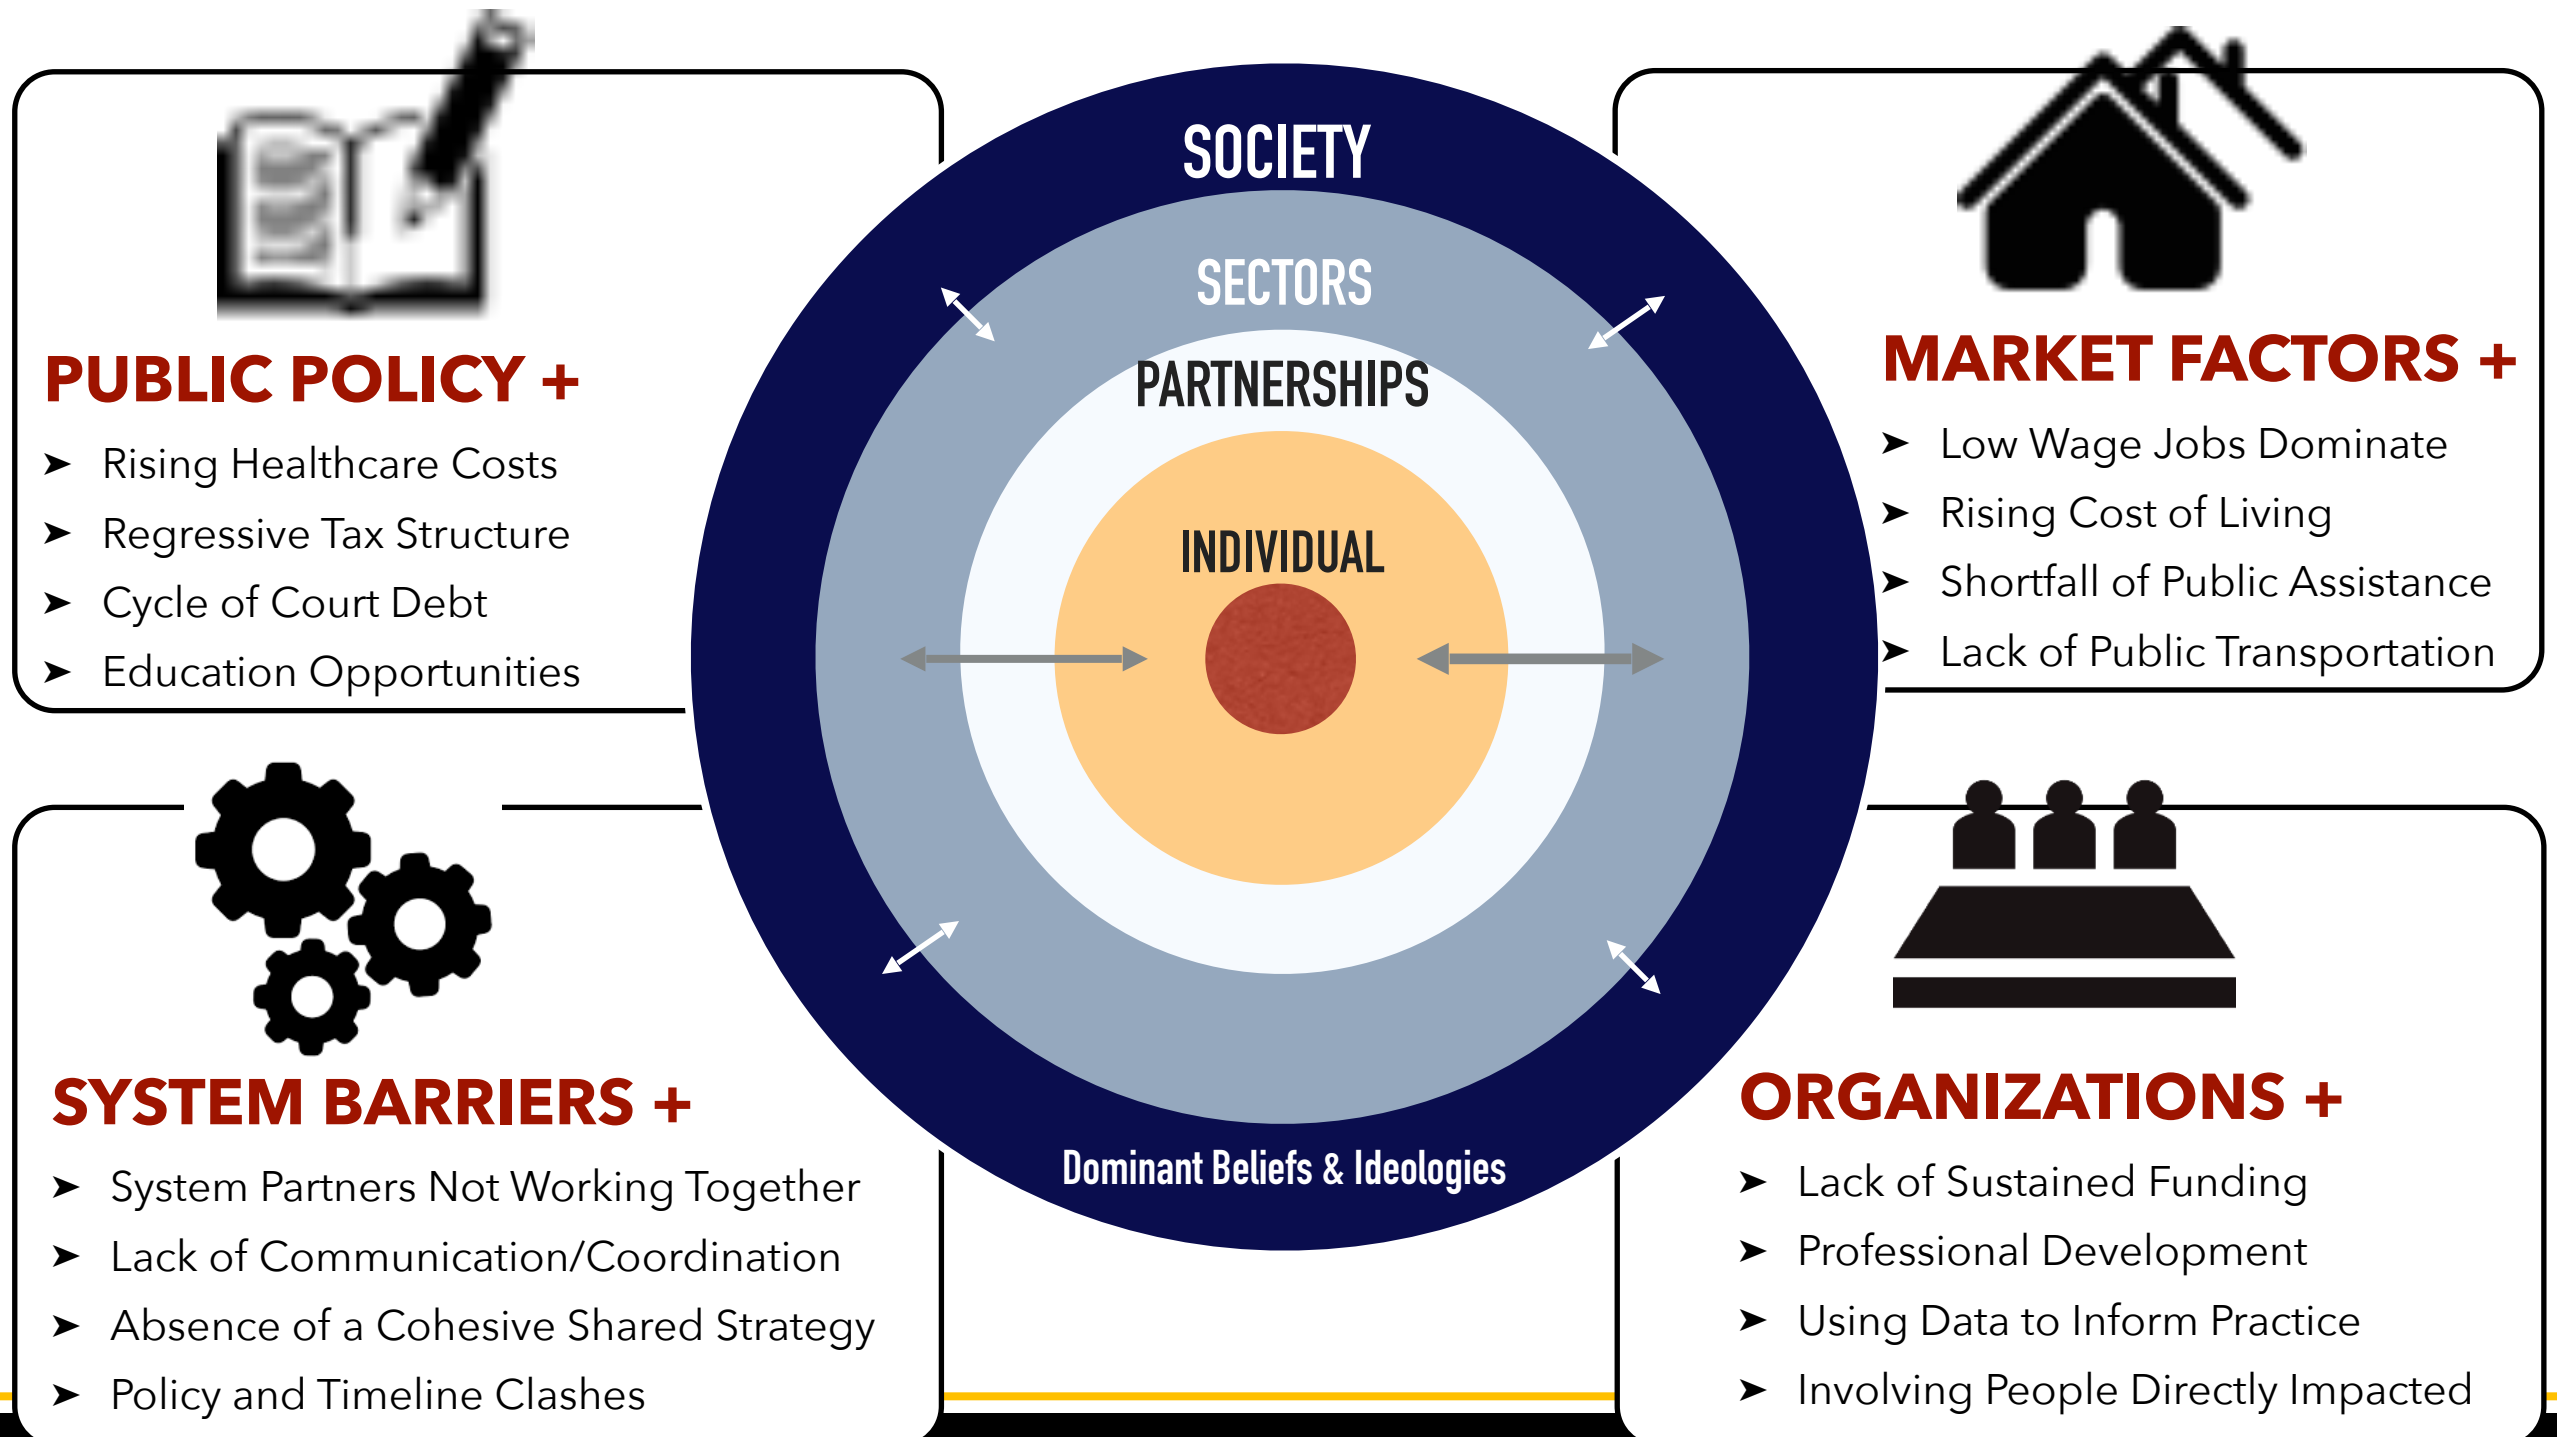 SOCIETY
SECTORS
PARTNERSHIPS
INDIVIDUAL
Dominant Beliefs & Ideologies
PUBLIC POLICY +
➤ Rising Healthcare Costs
➤ Regressive Tax Structure
➤ Cycle of Court Debt
➤ Education Opportunities
MARKET FACTORS +
➤ Low Wage Jobs Dominate
➤ Rising Cost of Living
➤ Shortfall of Public Assistance
➤ Lack of Public Transportation
SYSTEM BARRIERS +
➤ System Partners Not Working Together
➤ Lack of Communication/Coordination
➤ Absence of a Cohesive Shared Strategy
➤ Policy and Timeline Clashes
ORGANIZATIONS +
➤ Lack of Sustained Funding
➤ Professional Development
➤ Using Data to Inform Practice
➤ Involving People Directly Impacted